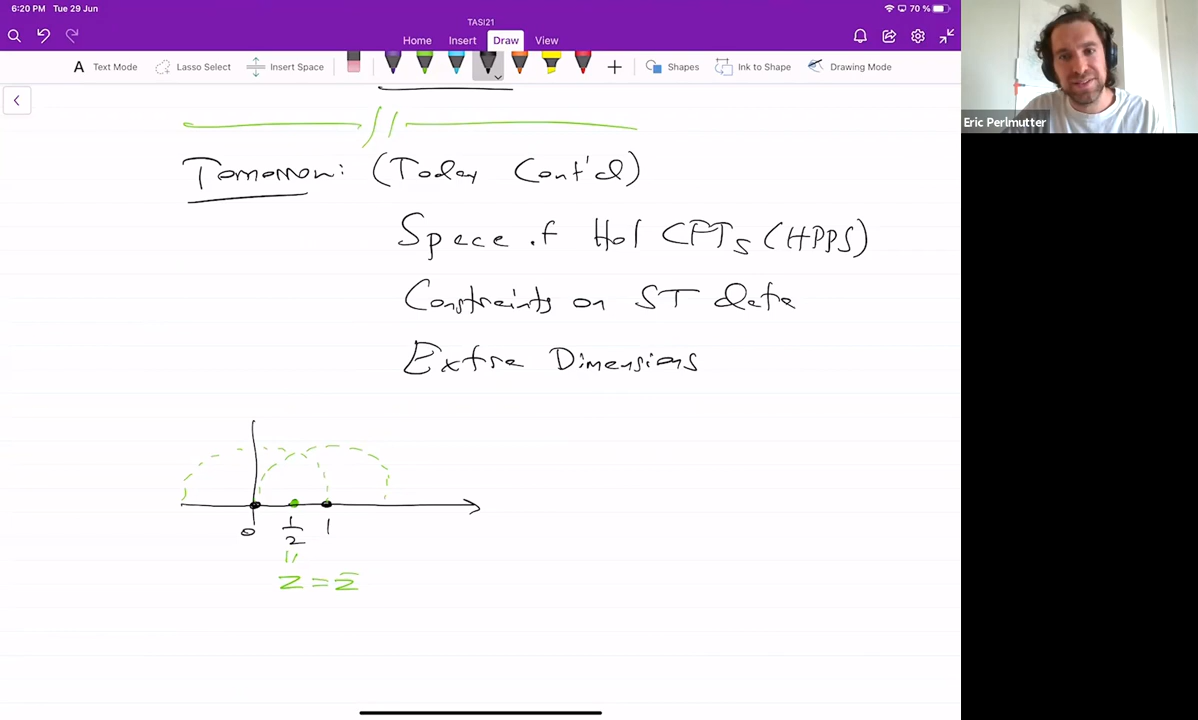 6:20 PM Tue 29 Jun
70 %
TASI21
Home Insert Draw View
A Text Mode Lasso Select Insert Space Shapes Ink to Shape Drawing Mode
Eric Perlmutter
Tomorrow: (Today Cont'd)
Space of Hol CFTs (HPPS)
Constraints on ST data
Extra Dimensions
0 1/2 1
"
z = z̄